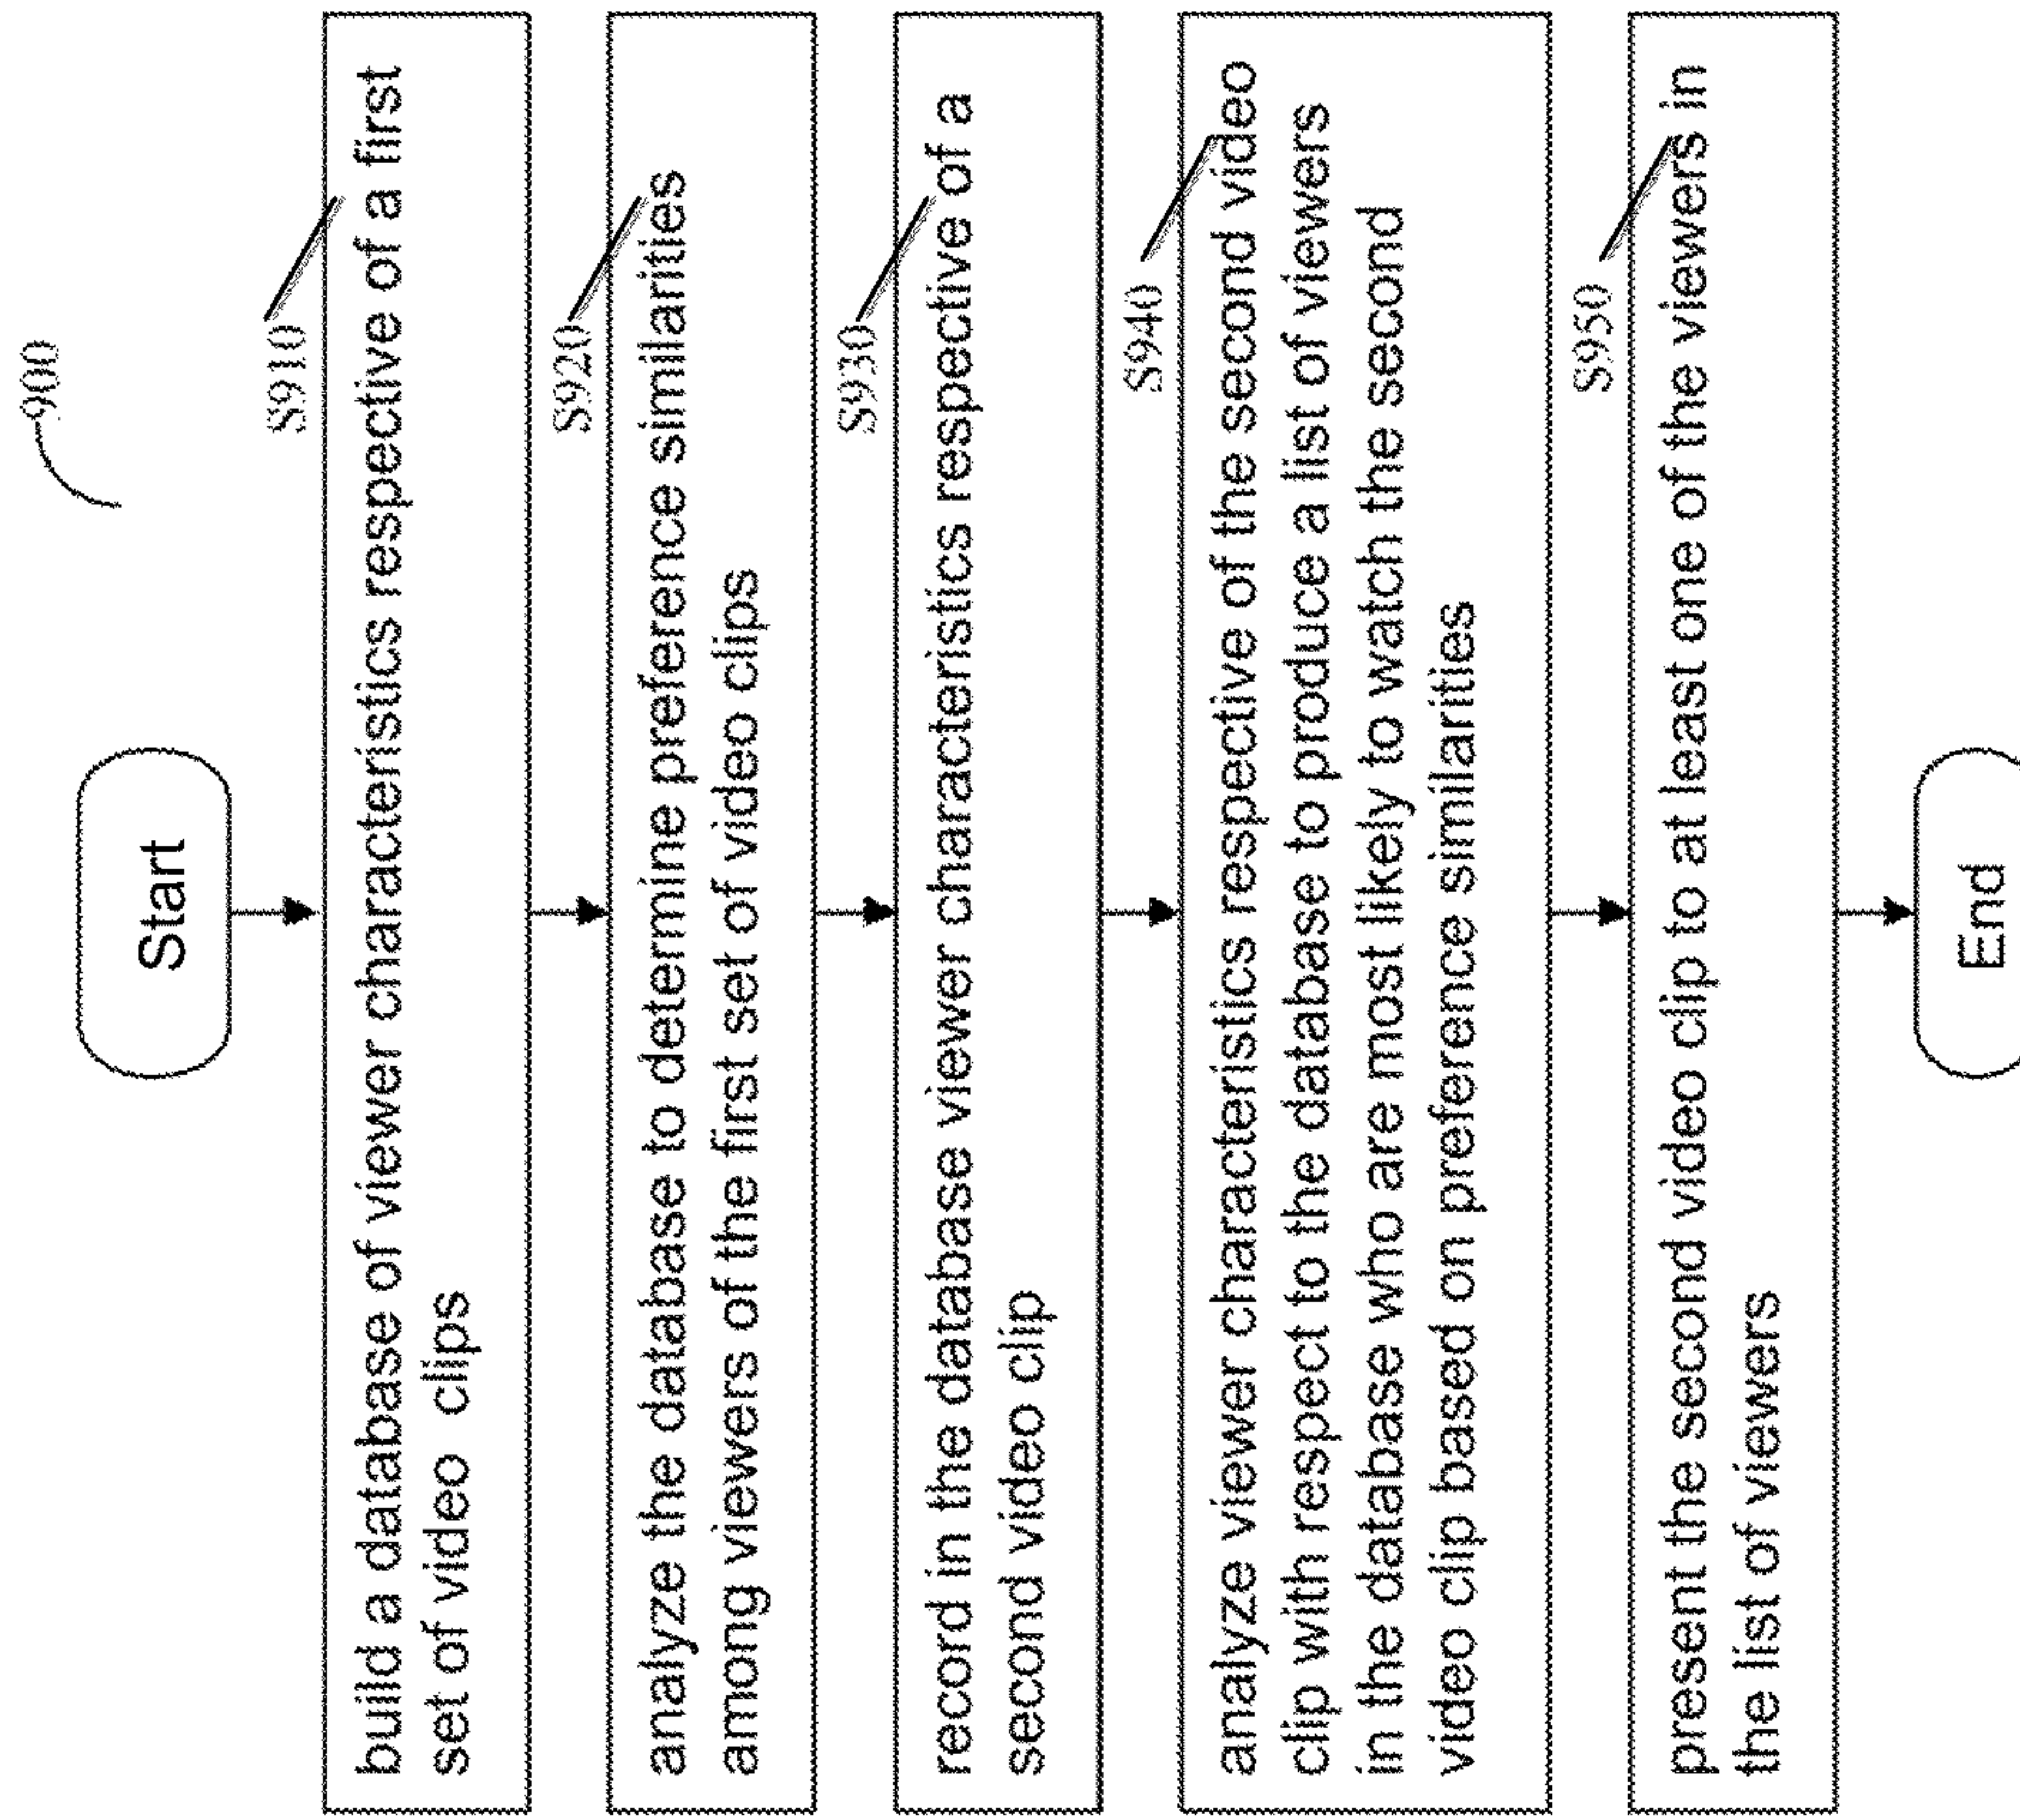 900
Start
S910
build a database of viewer characteristics respective of a first
set of video clips
S920
analyze the database to determine preference similarities
among viewers of the first set of video clips
S930
record in the database viewer characteristics respective of a
second video clip
S940
analyze viewer characteristics respective of the second video
clip with respect to the database to produce a list of viewers
in the database who are most likely to watch the second
video clip based on preference similarities
S950
present the second video clip to at least one of the viewers in
the list of viewers
End